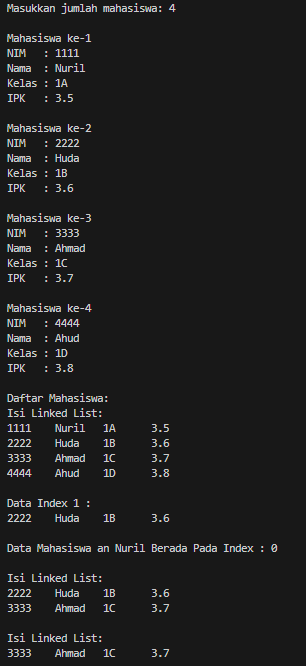 Masukkan jumlah mahasiswa: 4
Mahasiswa ke-1
NIM : 1111
Nama : Nuril
Kelas : 1A
IPK : 3.5
Mahasiswa ke-2
NIM : 2222
Nama : Huda
Kelas : 1B
IPK : 3.6
Mahasiswa ke-3
NIM : 3333
Nama : Ahmad
Kelas : 1C
IPK : 3.7
Mahasiswa ke-4
NIM : 4444
Nama : Ahud
Kelas : 1D
IPK : 3.8
Daftar Mahasiswa:
Isi Linked List:
1111 Nuril 1A 3.5
2222 Huda 1B 3.6
3333 Ahmad 1C 3.7
4444 Ahud 1D 3.8
Data Index 1 :
2222 Huda 1B 3.6
Data Mahasiswa an Nuril Berada Pada Index : 0
Isi Linked List:
2222 Huda 1B 3.6
3333 Ahmad 1C 3.7
Isi Linked List:
3333 Ahmad 1C 3.7